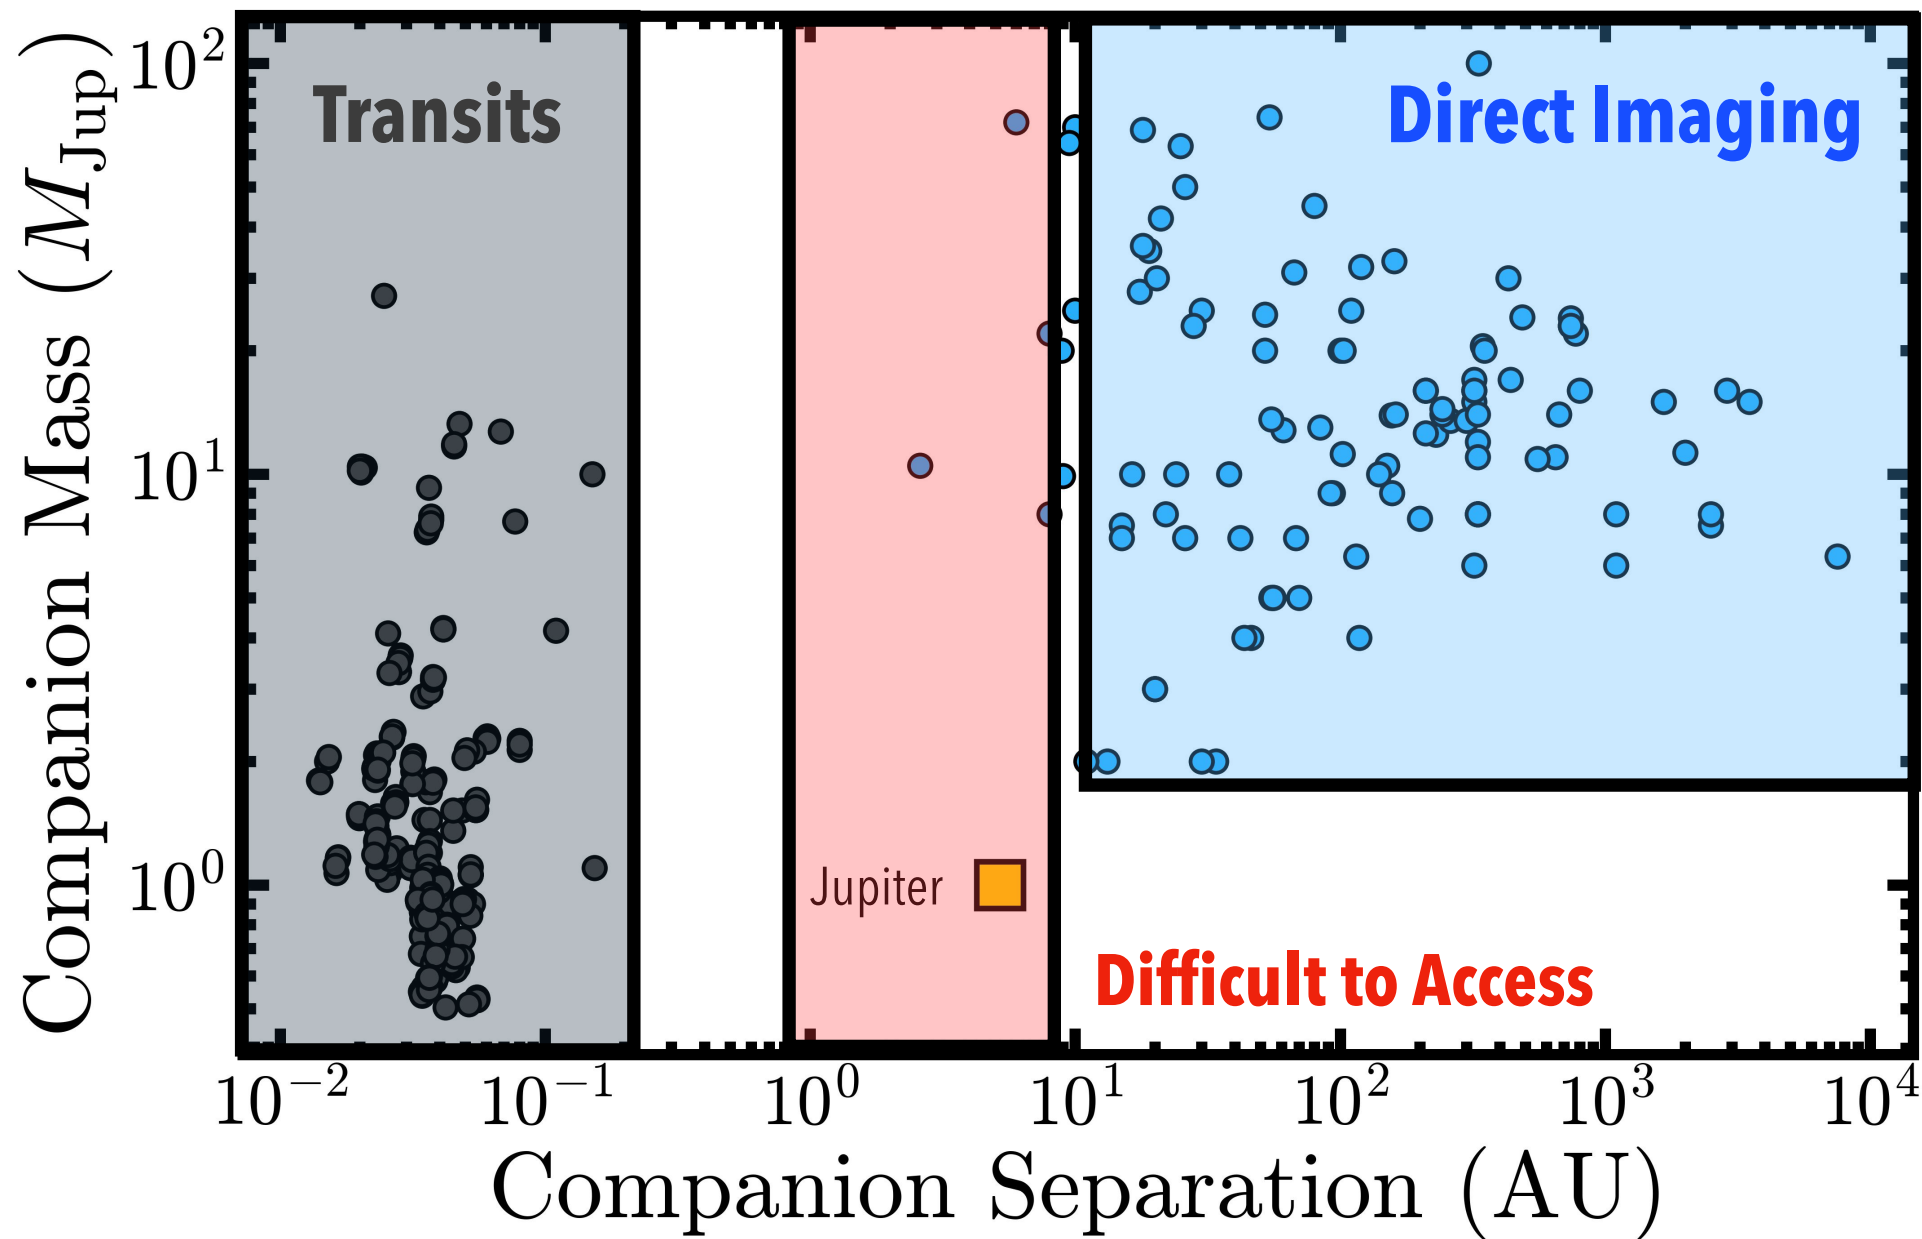 Companion Mass (M_Jup)
10^2
10^1
10^0
Transits
Direct Imaging
Jupiter
Difficult to Access
10^-2 10^-1 10^0 10^1 10^2 10^3 10^4
Companion Separation (AU)